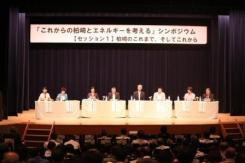 「これからの柏崎とエネルギーを考える」シンポジウム
【セッション1】柏崎のこれまで、そしてこれから